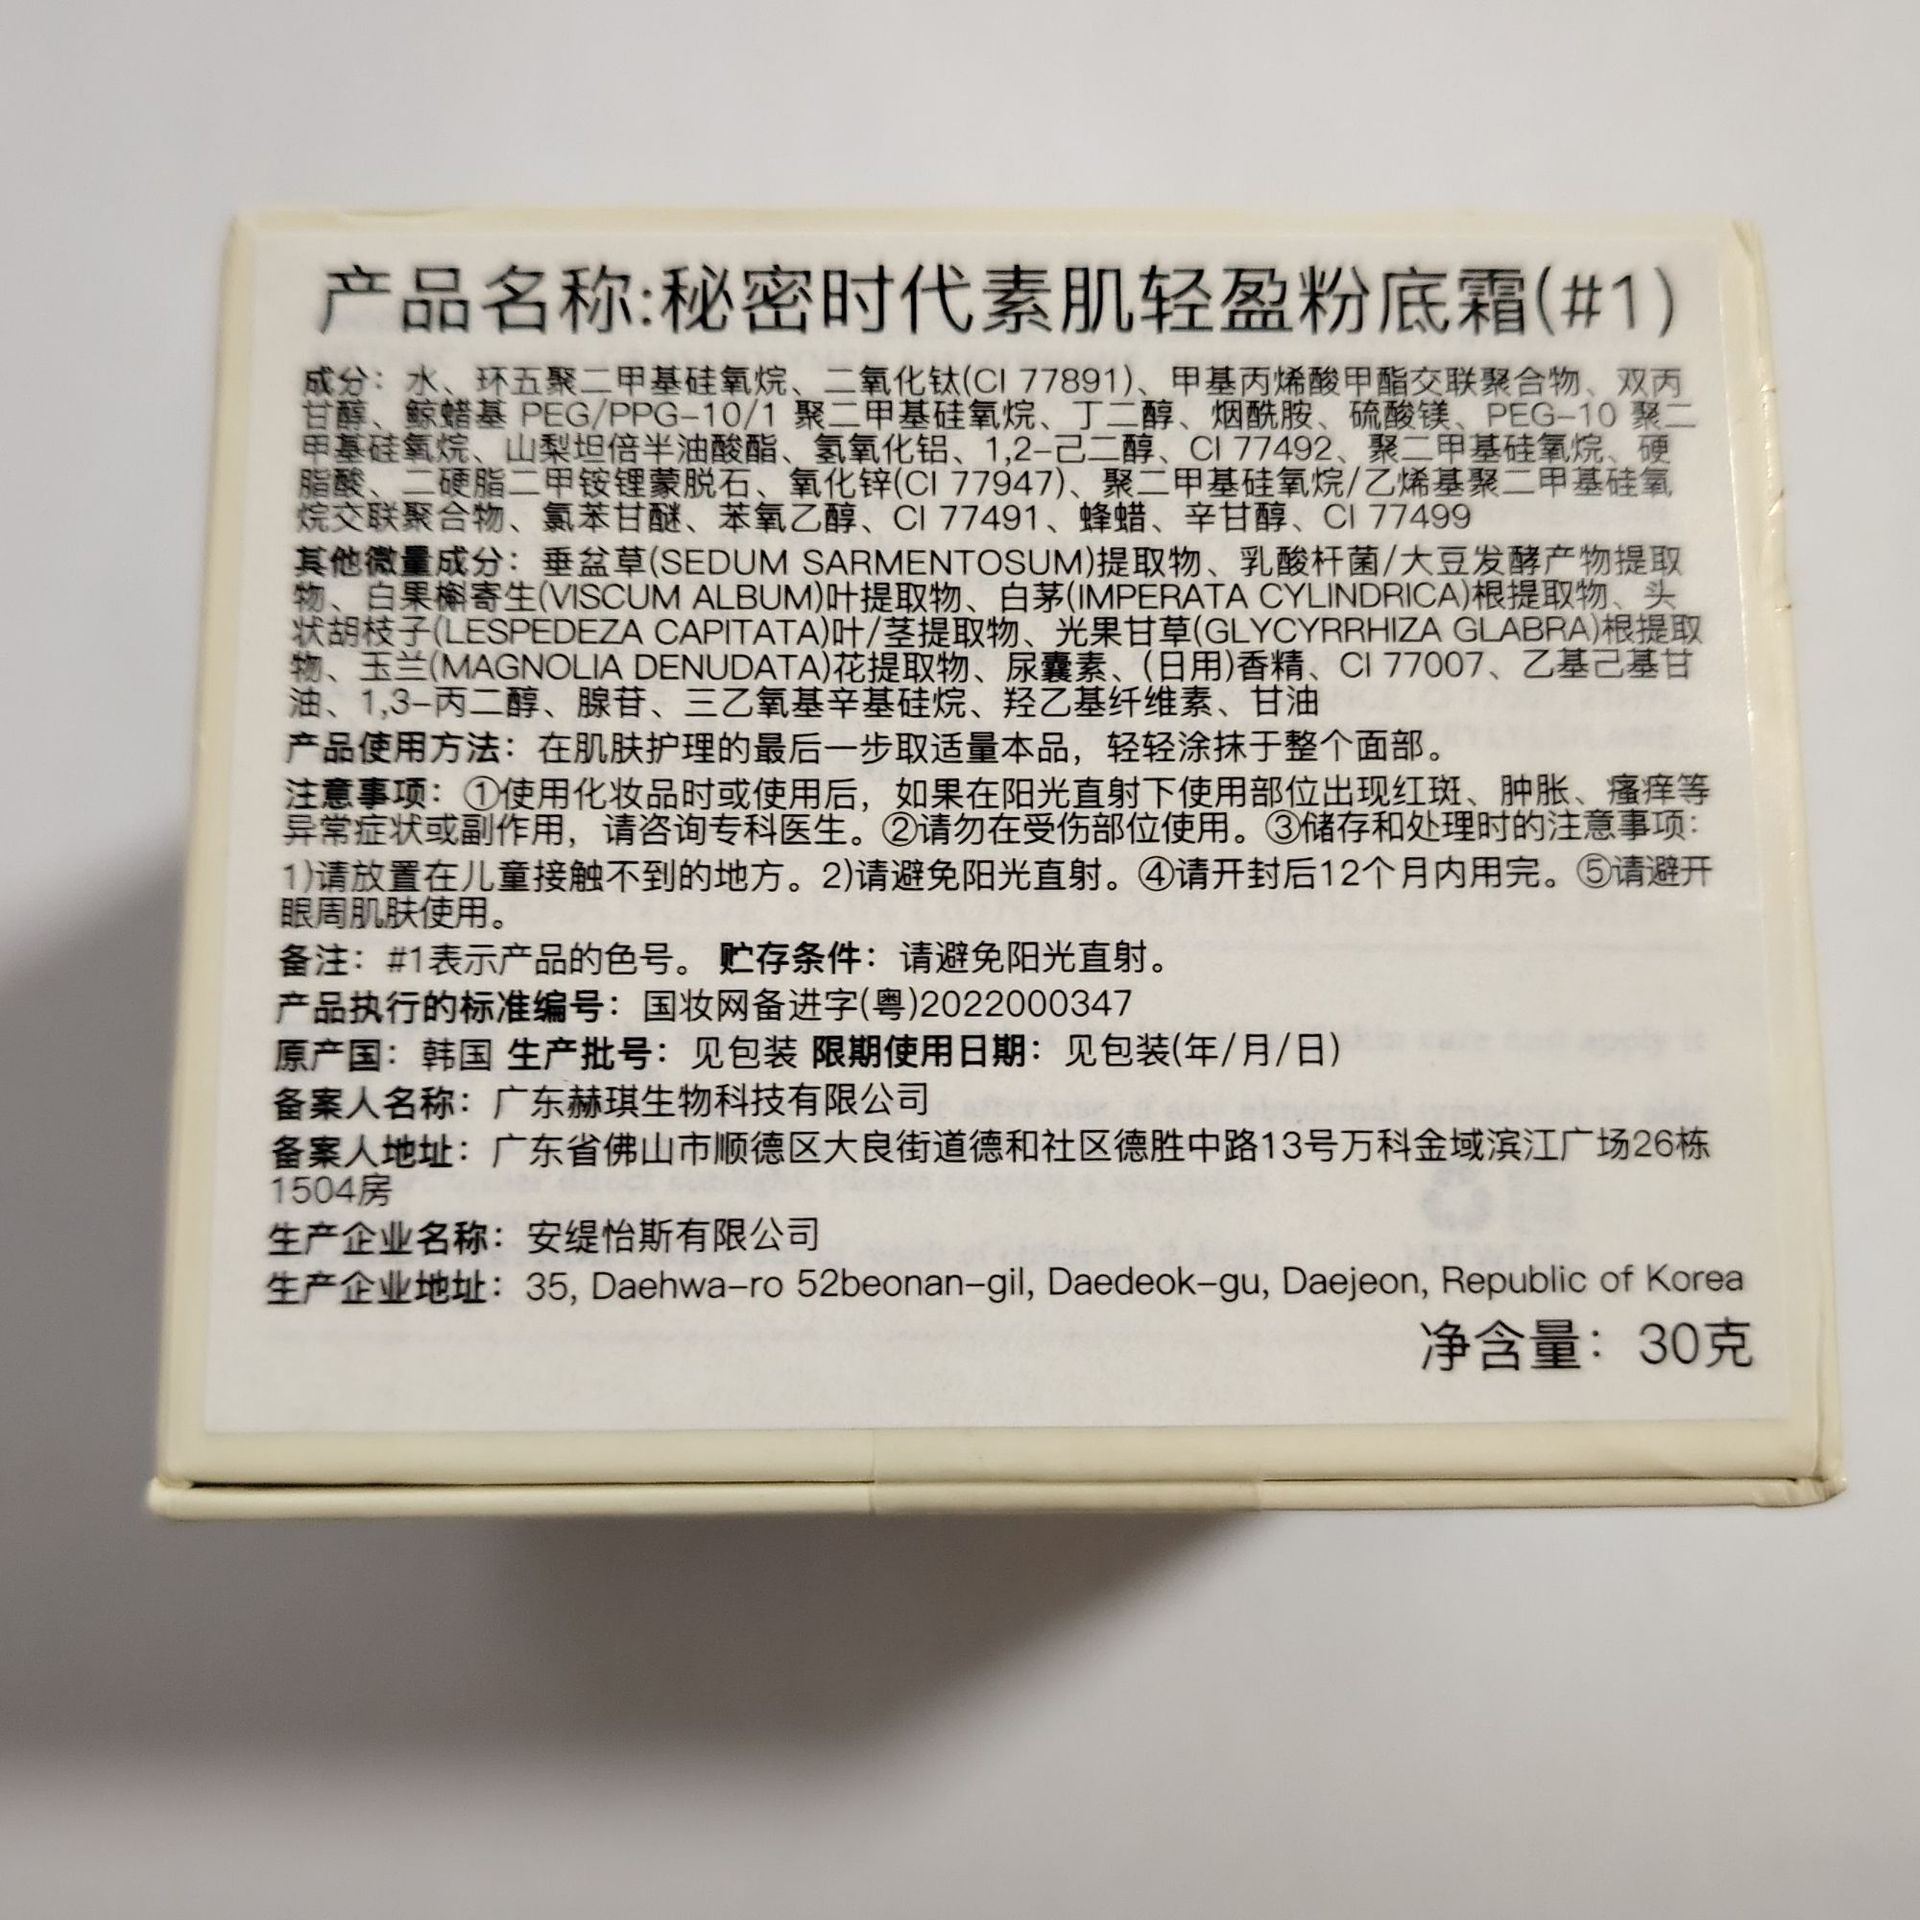 产品名称:秘密时代素肌轻盈粉底霜(#1)
成分：水、环五聚二甲基硅氧烷、二氧化钛(CI 77891)、甲基丙烯酸甲酯交联聚合物、双丙
甘醇、鲸蜡基 PEG/PPG-10/1 聚二甲基硅氧烷、丁二醇、烟酰胺、硫酸镁、PEG-10 聚二
甲基硅氧烷、山梨坦倍半油酸酯、氢氧化铝、1,2-己二醇、CI 77492、聚二甲基硅氧烷、硬
脂酸、二硬脂二甲铵锂蒙脱石、氧化锌(CI 77947)、聚二甲基硅氧烷/乙烯基聚二甲基硅氧
烷交联聚合物、氯苯甘醚、苯氧乙醇、CI 77491、蜂蜡、辛甘醇、CI 77499
其他微量成分：垂盆草(SEDUM SARMENTOSUM)提取物、乳酸杆菌/大豆发酵产物提取
物、白果槲寄生(VISCUM ALBUM)叶提取物、白茅(IMPERATA CYLINDRICA)根提取物、头
状胡枝子(LESPEDEZA CAPITATA)叶/茎提取物、光果甘草(GLYCYRRHIZA GLABRA)根提取
物、玉兰(MAGNOLIA DENUDATA)花提取物、尿囊素、(日用)香精、CI 77007、乙基己基甘
油、1,3-丙二醇、腺苷、三乙氧基辛基硅烷、羟乙基纤维素、甘油
产品使用方法：在肌肤护理的最后一步取适量本品，轻轻涂抹于整个面部。
注意事项：①使用化妆品时或使用后，如果在阳光直射下使用部位出现红斑、肿胀、瘙痒等
异常症状或副作用，请咨询专科医生。②请勿在受伤部位使用。③储存和处理时的注意事项：
1)请放置在儿童接触不到的地方。2)请避免阳光直射。④请开封后12个月内用完。⑤请避开
眼周肌肤使用。
备注：#1表示产品的色号。贮存条件：请避免阳光直射。
产品执行的标准编号：国妆网备进字(粤)2022000347
原产国：韩国 生产批号：见包装 限期使用日期：见包装(年/月/日)
备案人名称：广东赫琪生物科技有限公司
备案人地址：广东省佛山市顺德区大良街道德和社区德胜中路13号万科金域滨江广场26栋
1504房
生产企业名称：安缇怡斯有限公司
生产企业地址：35, Daehwa-ro 52beonan-gil, Daedeok-gu, Daejeon, Republic of Korea
净含量：30克